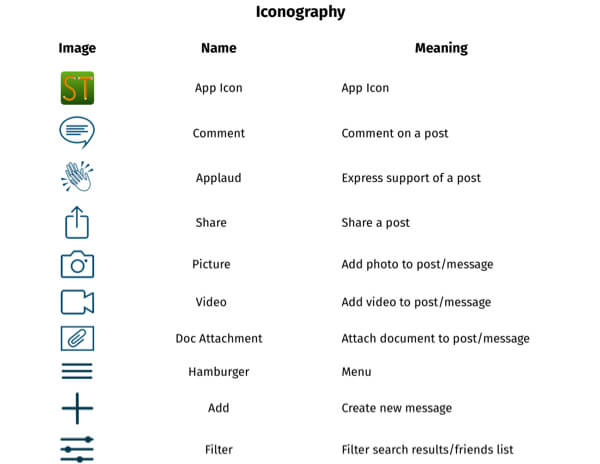 Iconography
Image Name Meaning
ST App Icon App Icon
Comment Comment on a post
Applaud Express support of a post
Share Share a post
Picture Add photo to post/message
Video Add video to post/message
Doc Attachment Attach document to post/message
Hamburger Menu
Add Create new message
Filter Filter search results/friends list